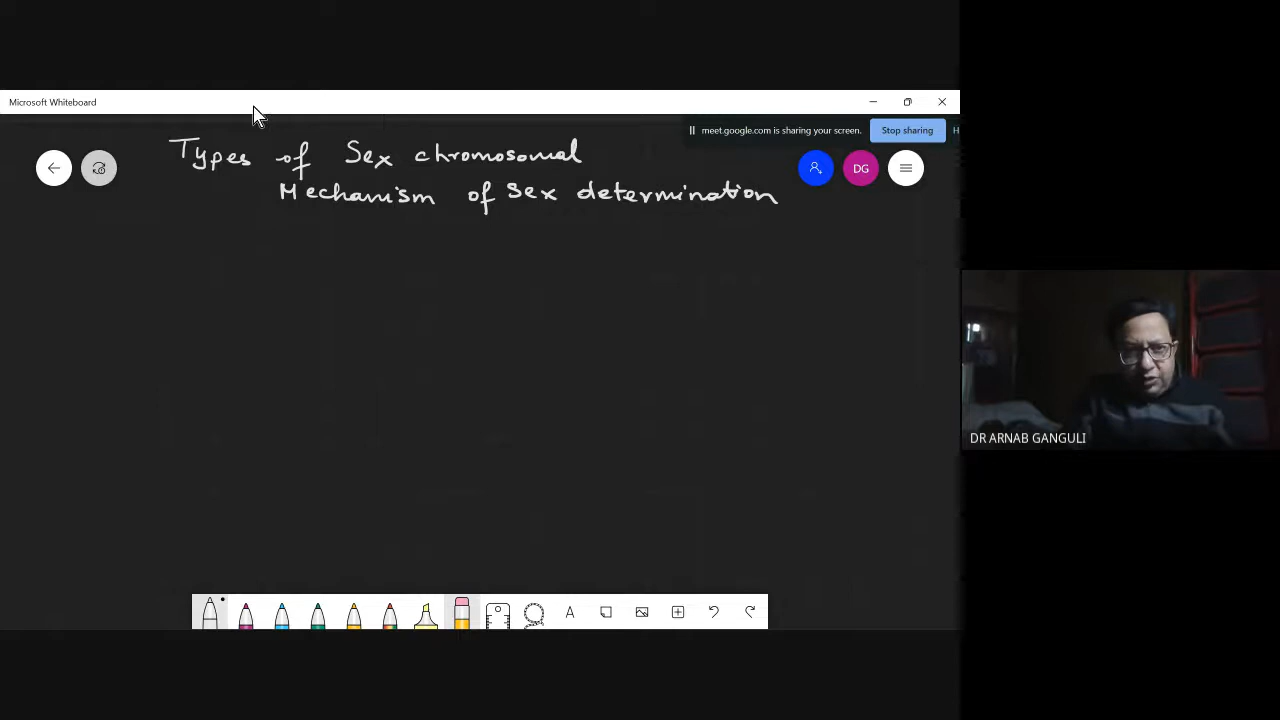 Microsoft Whiteboard
meet.google.com is sharing your screen.
Stop sharing
H
Types of Sex chromosomal
Mechanism of Sex determination
DG
DR ARNAB GANGULI
A